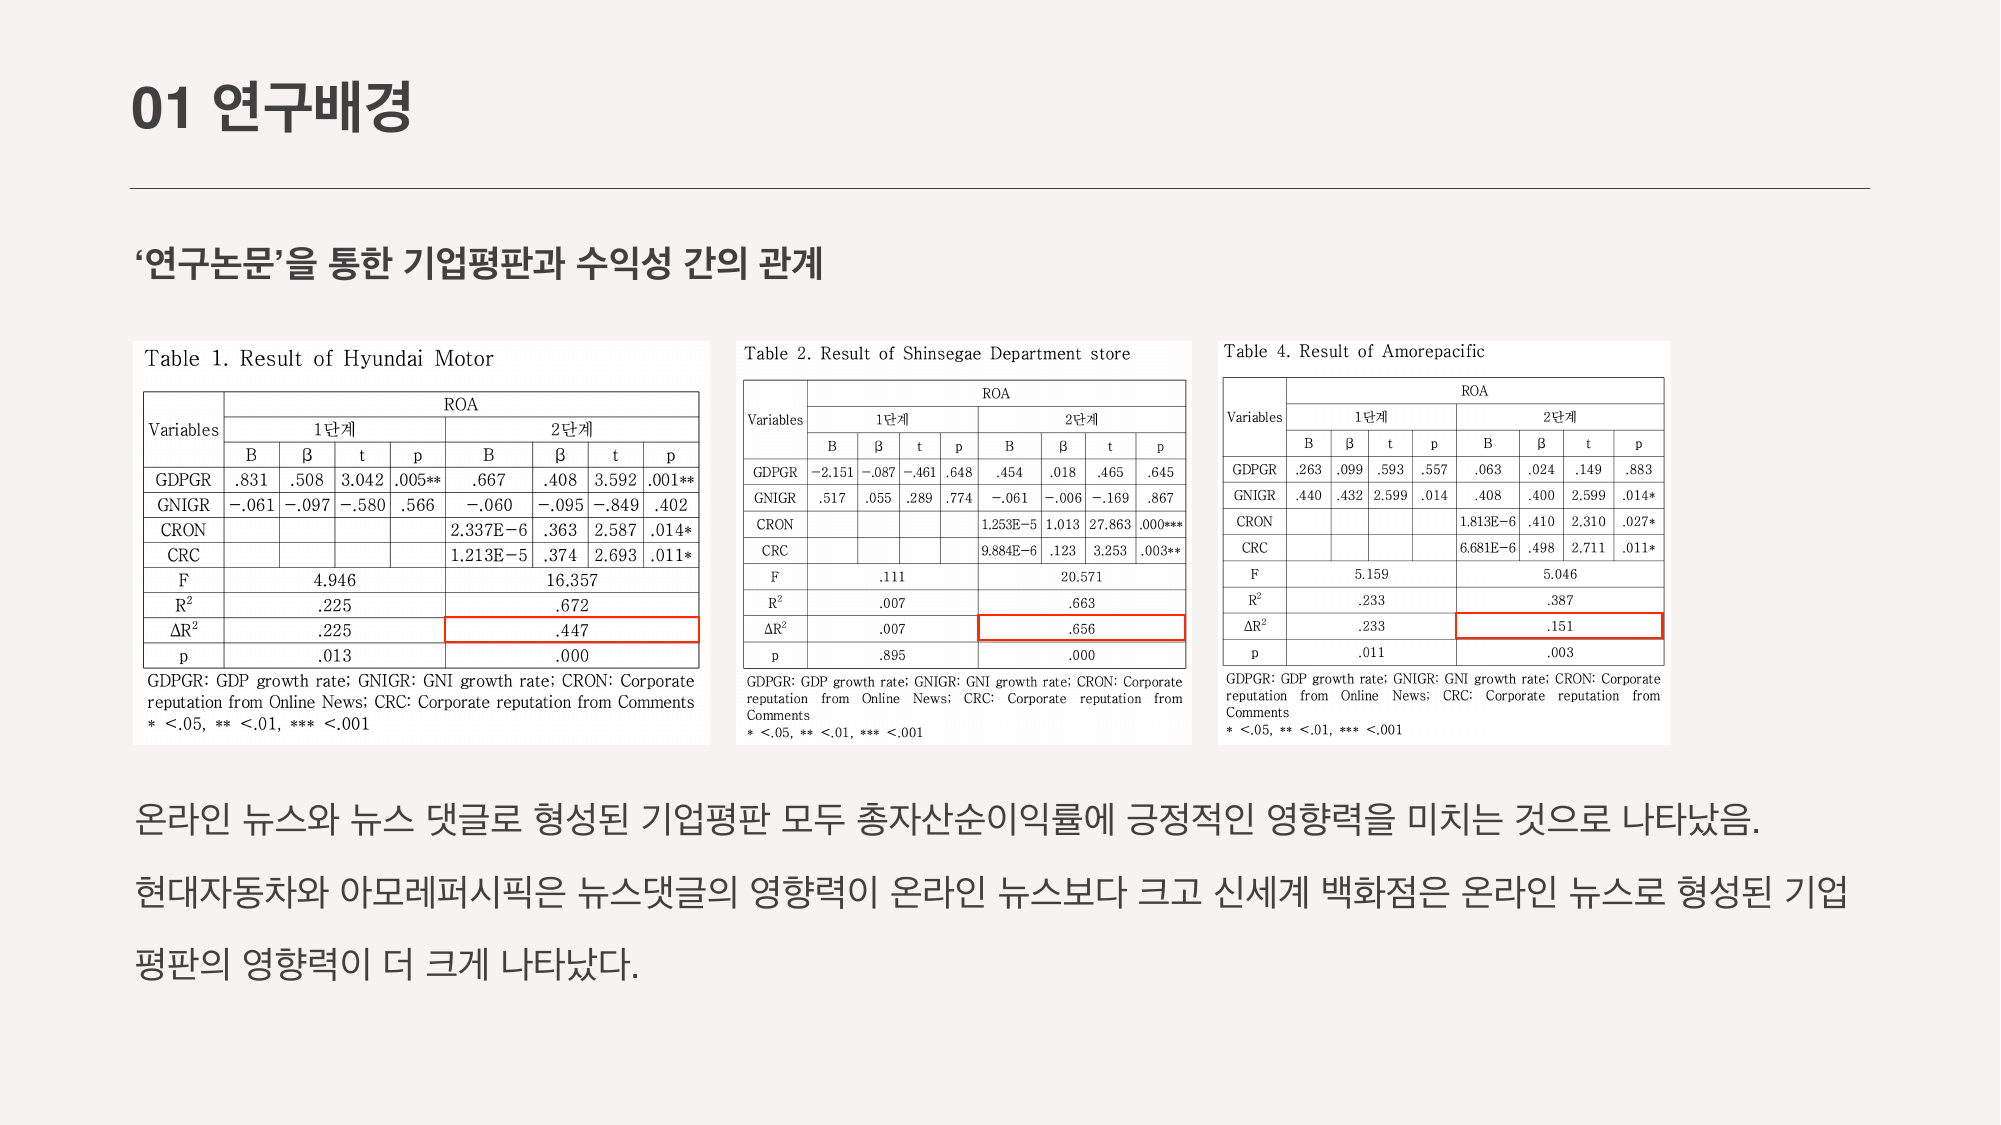 01 연구배경
‘연구논문’을 통한 기업평판과 수익성 간의 관계
Table 1. Result of Hyundai Motor
Variables ROA
1단계 2단계
B β t p B β t p
GDPGR .831 .508 3.042 .005** .667 .408 3.592 .001**
GNIGR −.061 −.097 −.580 .566 −.060 −.095 −.849 .402
CRON 2.337E−6 .363 2.587 .014*
CRC 1.213E−5 .374 2.693 .011*
F 4.946 16.357
R² .225 .672
ΔR² .225 .447
p .013 .000
GDPGR: GDP growth rate; GNIGR: GNI growth rate; CRON: Corporate
reputation from Online News; CRC: Corporate reputation from Comments
* <.05, ** <.01, *** <.001
Table 2. Result of Shinsegae Department store
Variables ROA
1단계 2단계
B β t p B β t p
GDPGR −2.151 −.087 −.461 .648 .454 .018 .465 .645
GNIGR .517 .055 .289 .774 −.061 −.006 −.169 .867
CRON 1.253E−5 1.013 27.863 .000***
CRC 9.884E−6 .123 3.253 .003**
F .111 20.571
R² .007 .663
ΔR² .007 .656
p .895 .000
GDPGR: GDP growth rate; GNIGR: GNI growth rate; CRON: Corporate
reputation from Online News; CRC: Corporate reputation from
Comments
* <.05, ** <.01, *** <.001
Table 4. Result of Amorepacific
Variables ROA
1단계 2단계
B β t p B β t p
GDPGR .263 .099 .593 .557 .063 .024 .149 .883
GNIGR .440 .432 2.599 .014 .408 .400 2.599 .014*
CRON 1.813E−6 .410 2.310 .027*
CRC 6.681E−6 .498 2.711 .011*
F 5.159 5.046
R² .233 .387
ΔR² .233 .151
p .011 .003
GDPGR: GDP growth rate; GNIGR: GNI growth rate; CRON: Corporate
reputation from Online News; CRC: Corporate reputation from
Comments
* <.05, ** <.01, *** <.001
온라인 뉴스와 뉴스 댓글로 형성된 기업평판 모두 총자산순이익률에 긍정적인 영향력을 미치는 것으로 나타났음.
현대자동차와 아모레퍼시픽은 뉴스댓글의 영향력이 온라인 뉴스보다 크고 신세계 백화점은 온라인 뉴스로 형성된 기업
평판의 영향력이 더 크게 나타났다.